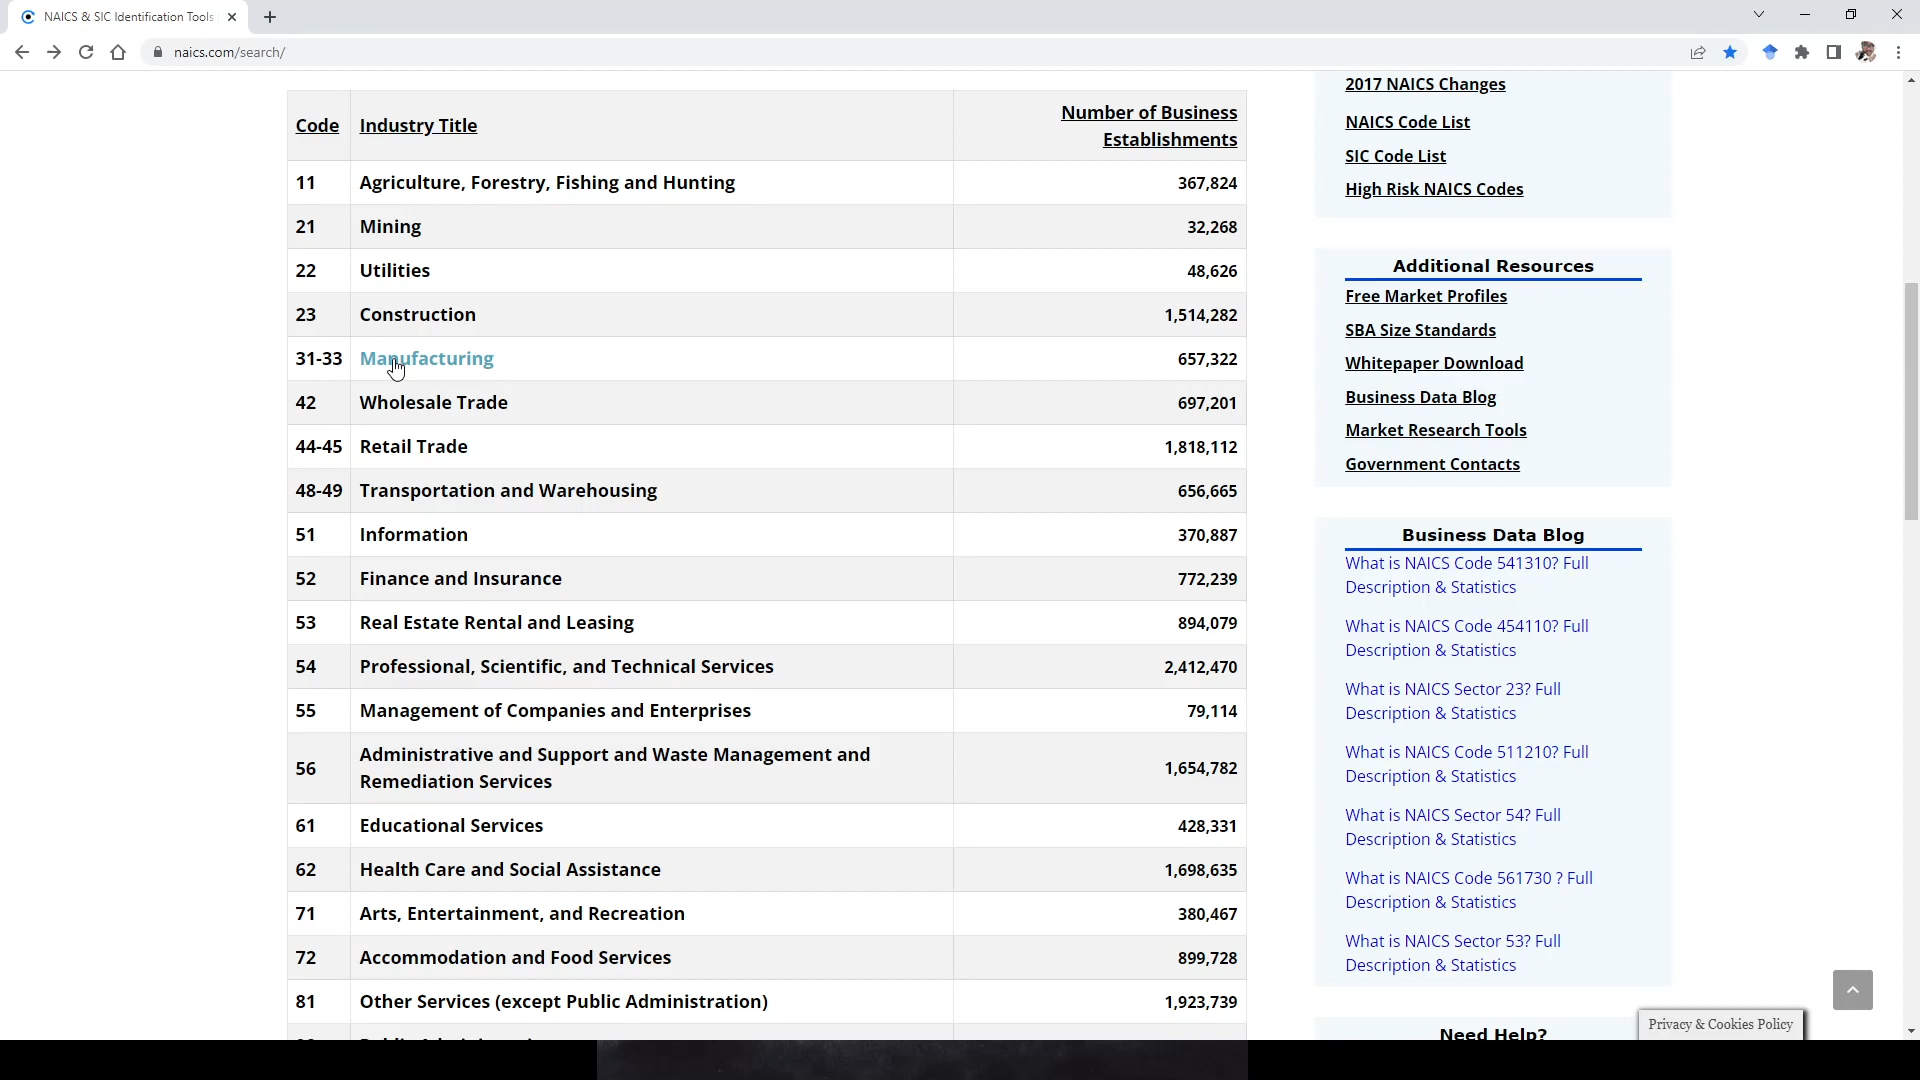 NAICS & SIC Identification Tools
naics.com/search/
Code Industry Title Number of Business
Establishments
11 Agriculture, Forestry, Fishing and Hunting 367,824
21 Mining 32,268
22 Utilities 48,626
23 Construction 1,514,282
31-33 Manufacturing 657,322
42 Wholesale Trade 697,201
44-45 Retail Trade 1,818,112
48-49 Transportation and Warehousing 656,665
51 Information 370,887
52 Finance and Insurance 772,239
53 Real Estate Rental and Leasing 894,079
54 Professional, Scientific, and Technical Services 2,412,470
55 Management of Companies and Enterprises 79,114
56 Administrative and Support and Waste Management and
Remediation Services 1,654,782
61 Educational Services 428,331
62 Health Care and Social Assistance 1,698,635
71 Arts, Entertainment, and Recreation 380,467
72 Accommodation and Food Services 899,728
81 Other Services (except Public Administration) 1,923,739
2017 NAICS Changes
NAICS Code List
SIC Code List
High Risk NAICS Codes
Additional Resources
Free Market Profiles
SBA Size Standards
Whitepaper Download
Business Data Blog
Market Research Tools
Government Contacts
Business Data Blog
What is NAICS Code 541310? Full
Description & Statistics
What is NAICS Code 454110? Full
Description & Statistics
What is NAICS Sector 23? Full
Description & Statistics
What is NAICS Code 511210? Full
Description & Statistics
What is NAICS Sector 54? Full
Description & Statistics
What is NAICS Code 561730 ? Full
Description & Statistics
What is NAICS Sector 53? Full
Description & Statistics
Need Help?
Privacy & Cookies Policy